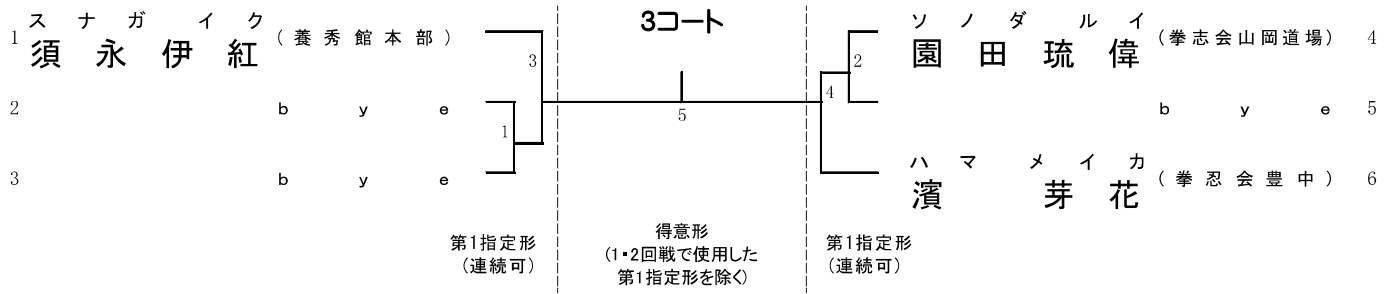 3コート
スナガ イク
1 須永伊紅 (養秀館本部)
2 bye
3 bye
3
1
5
2
4
ソノダ ルイ
園田琉偉 (拳志会山岡道場) 4
bye 5
ハマ メイカ
濱 芽花 (拳忍会豊中) 6
第1指定形
(連続可)
得意形
(1・2回戦で使用した
第1指定形を除く)
第1指定形
(連続可)